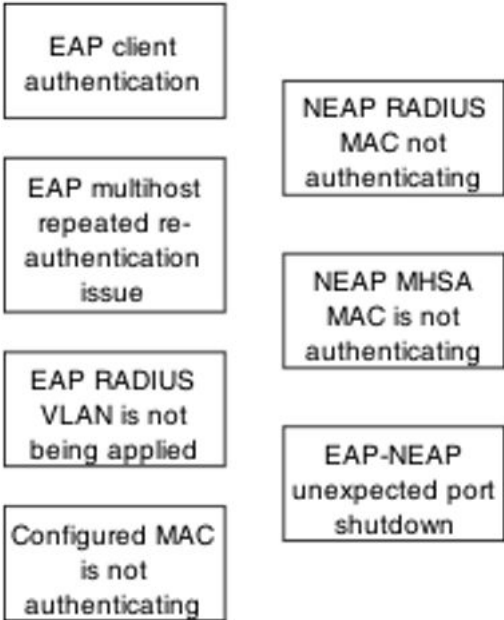 EAP client
authentication
EAP multihost
repeated re-
authentication
issue
EAP RADIUS
VLAN is not
being applied
Configured MAC
is not
authenticating
NEAP RADIUS
MAC not
authenticating
NEAP MHSA
MAC is not
authenticating
EAP-NEAP
unexpected port
shutdown